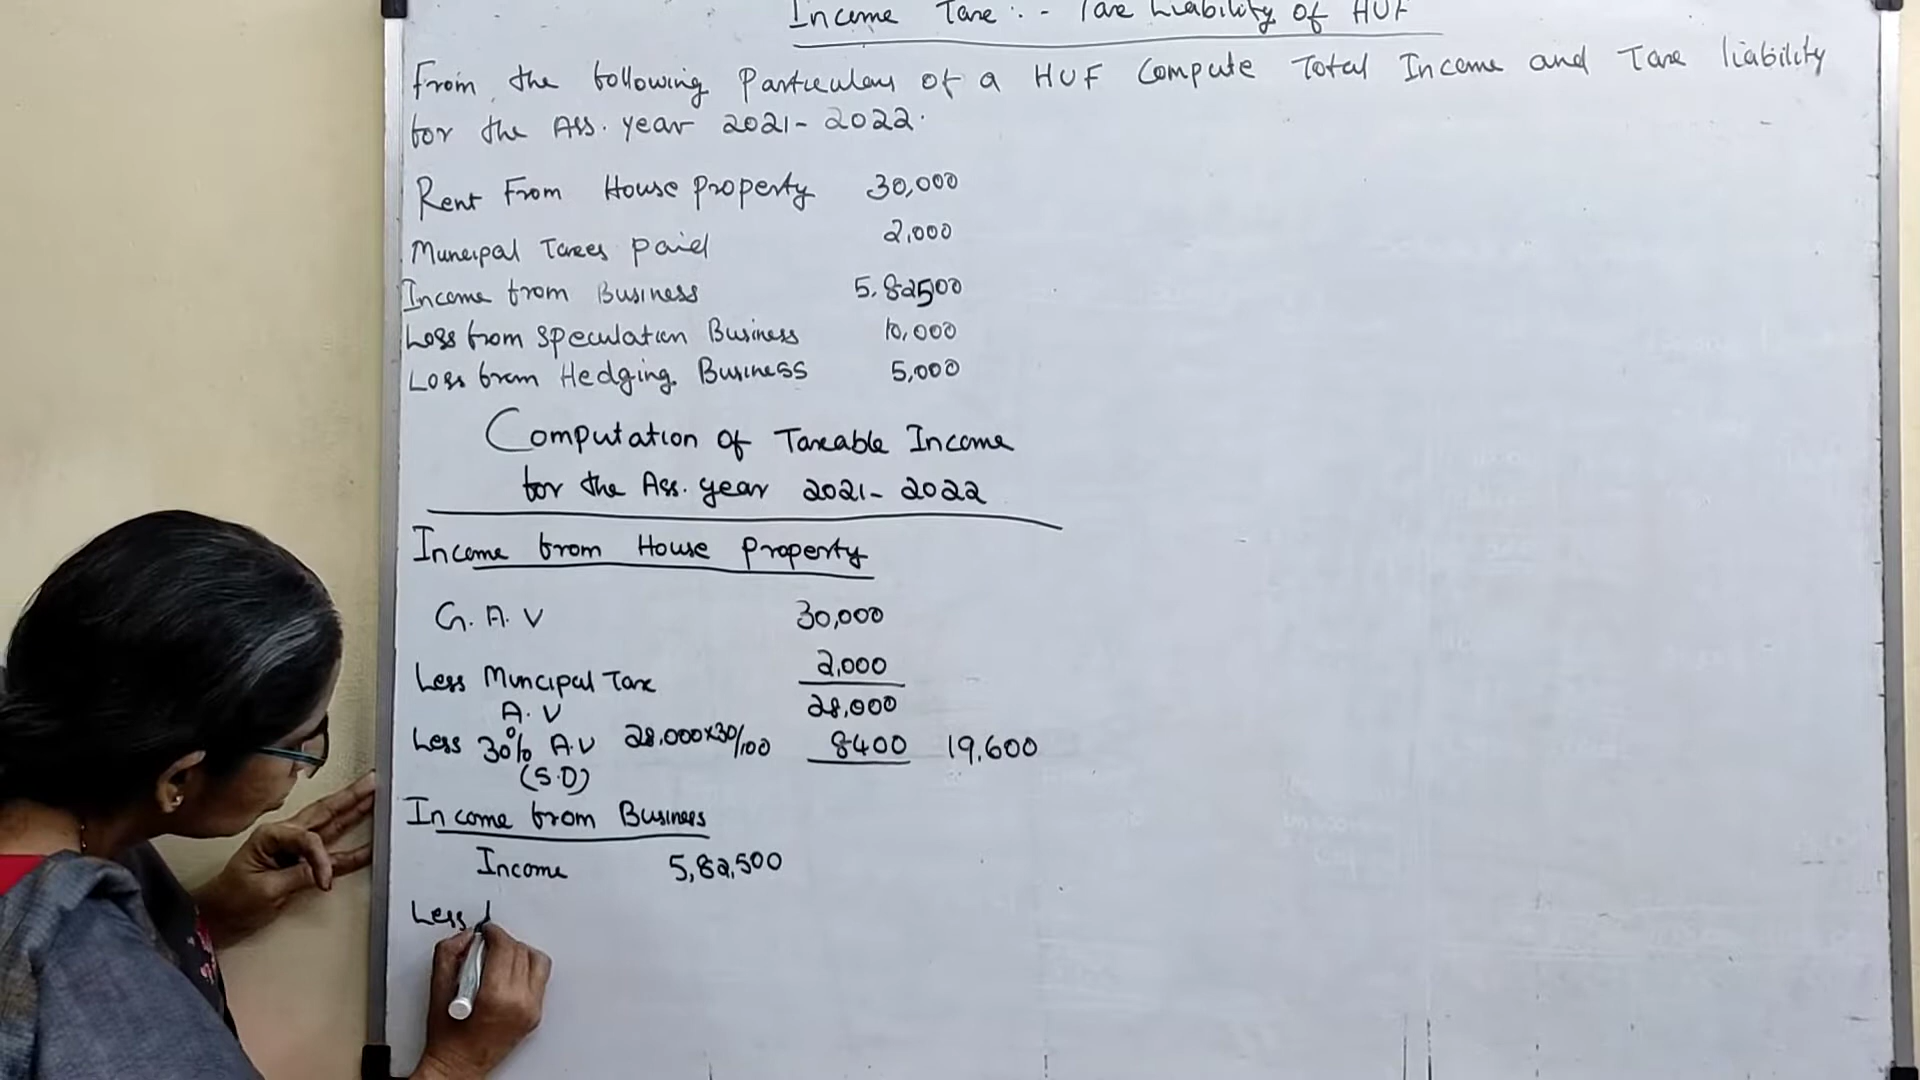 Income Tax :- Tax Liability of HUF
From the following Particulars of a HUF Compute Total Income and Tax liability
for the Ass. year 2021-2022.
Rent From House property 30,000
Muncipal Taxes paid 2,000
Income from Business 5,82500
Loss from speculation Business 10,000
Loss from Hedging Business 5,000
Computation of Taxable Income
for the Ass. year 2021-2022
Income from House property
G.A.V 30,000
Less Muncipal Tax 2,000
A.V 28,000
Less 30% A.V 28,000×30/100 8400 19,600
(S.D)
Income from Business
Income 5,82,500
Less